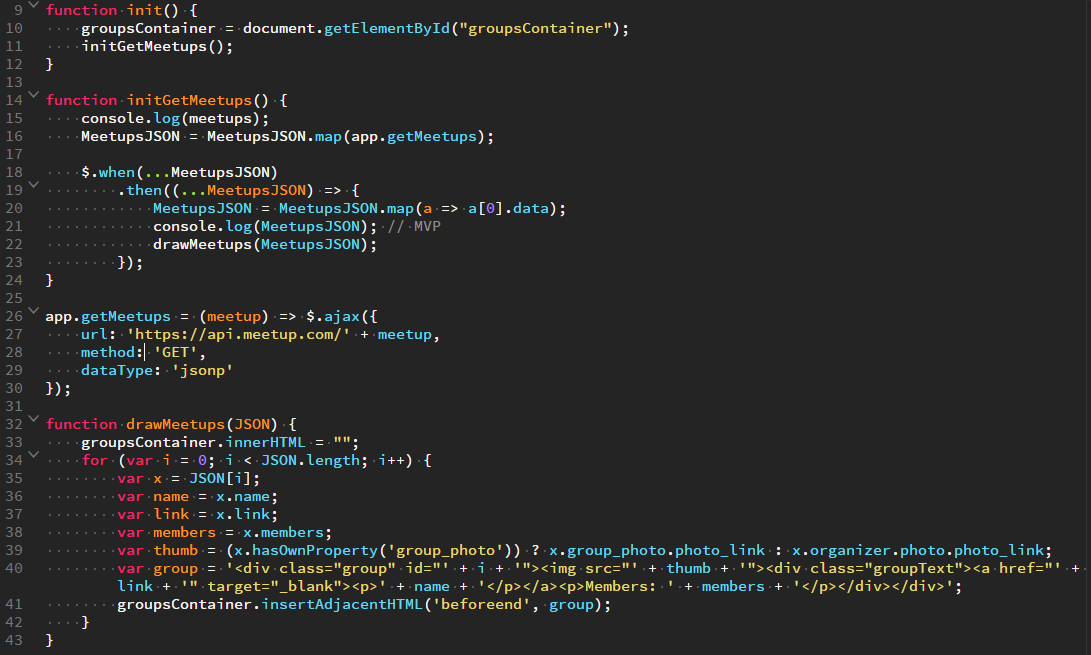 9 function init() {
10 groupsContainer = document.getElementById("groupsContainer");
11 initGetMeetups();
12 }
13
14 function initGetMeetups() {
15 console.log(meetups);
16 MeetupsJSON = MeetupsJSON.map(app.getMeetups);
17
18 $.when(...MeetupsJSON)
19 .then((...MeetupsJSON) => {
20 MeetupsJSON = MeetupsJSON.map(a => a[0].data);
21 console.log(MeetupsJSON); // MVP
22 drawMeetups(MeetupsJSON);
23 });
24 }
25
26 app.getMeetups = (meetup) => $.ajax({
27 url: 'https://api.meetup.com/' + meetup,
28 method: 'GET',
29 dataType: 'jsonp'
30 });
31
32 function drawMeetups(JSON) {
33 groupsContainer.innerHTML = "";
34 for (var i = 0; i < JSON.length; i++) {
35 var x = JSON[i];
36 var name = x.name;
37 var link = x.link;
38 var members = x.members;
39 var thumb = (x.hasOwnProperty('group_photo')) ? x.group_photo.photo_link : x.organizer.photo.photo_link;
40 var group = '<div class="group" id="' + i + '"><img src="' + thumb + '"><div class="groupText"><a href="' +
link + '" target="_blank"><p>' + name + '</p></a><p>Members: ' + members + '</p></div></div>';
41 groupsContainer.insertAdjacentHTML('beforeend', group);
42 }
43 }